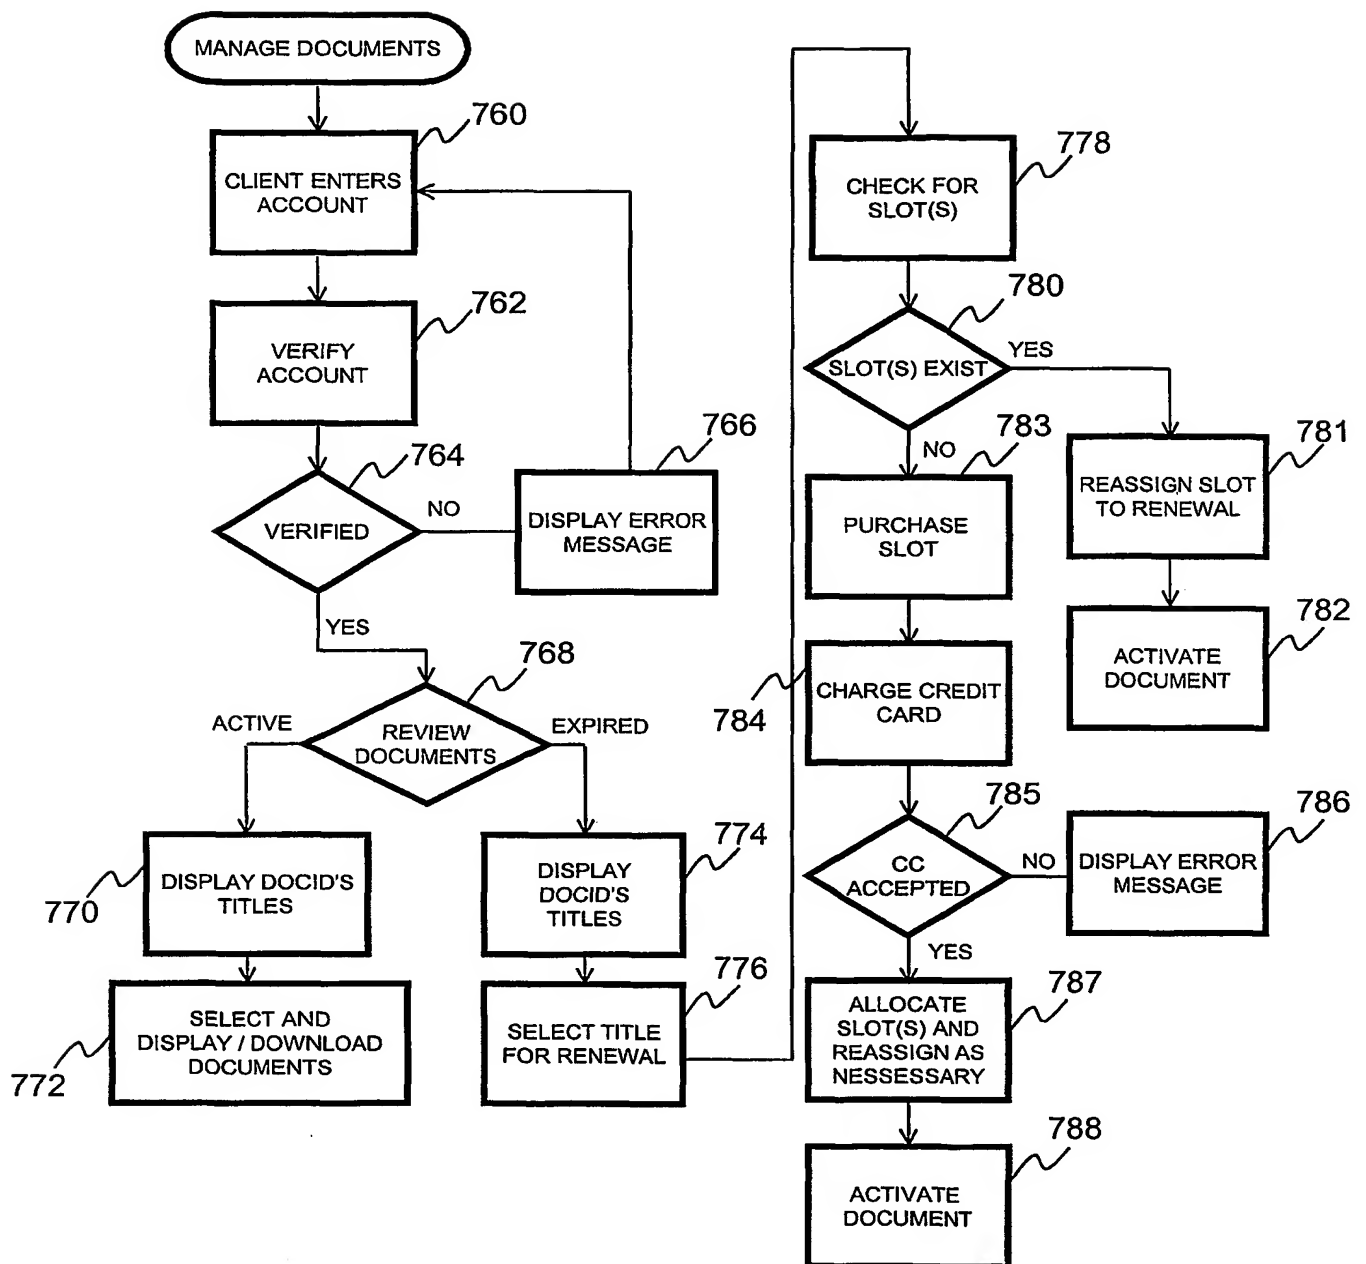 MANAGE DOCUMENTS
760
CLIENT ENTERS
ACCOUNT
762
VERIFY
ACCOUNT
764
VERIFIED
NO
766
DISPLAY ERROR
MESSAGE
YES
768
REVIEW
DOCUMENTS
ACTIVE
EXPIRED
770
DISPLAY DOCID'S
TITLES
772
SELECT AND
DISPLAY / DOWNLOAD
DOCUMENTS
774
DISPLAY
DOCID'S
TITLES
776
SELECT TITLE
FOR RENEWAL
778
CHECK FOR
SLOT(S)
780
SLOT(S) EXIST
YES
781
REASSIGN SLOT
TO RENEWAL
782
ACTIVATE
DOCUMENT
NO
783
PURCHASE
SLOT
784
CHARGE CREDIT
CARD
785
CC
ACCEPTED
NO
786
DISPLAY ERROR
MESSAGE
YES
787
ALLOCATE
SLOT(S) AND
REASSIGN AS
NESSESSARY
788
ACTIVATE
DOCUMENT